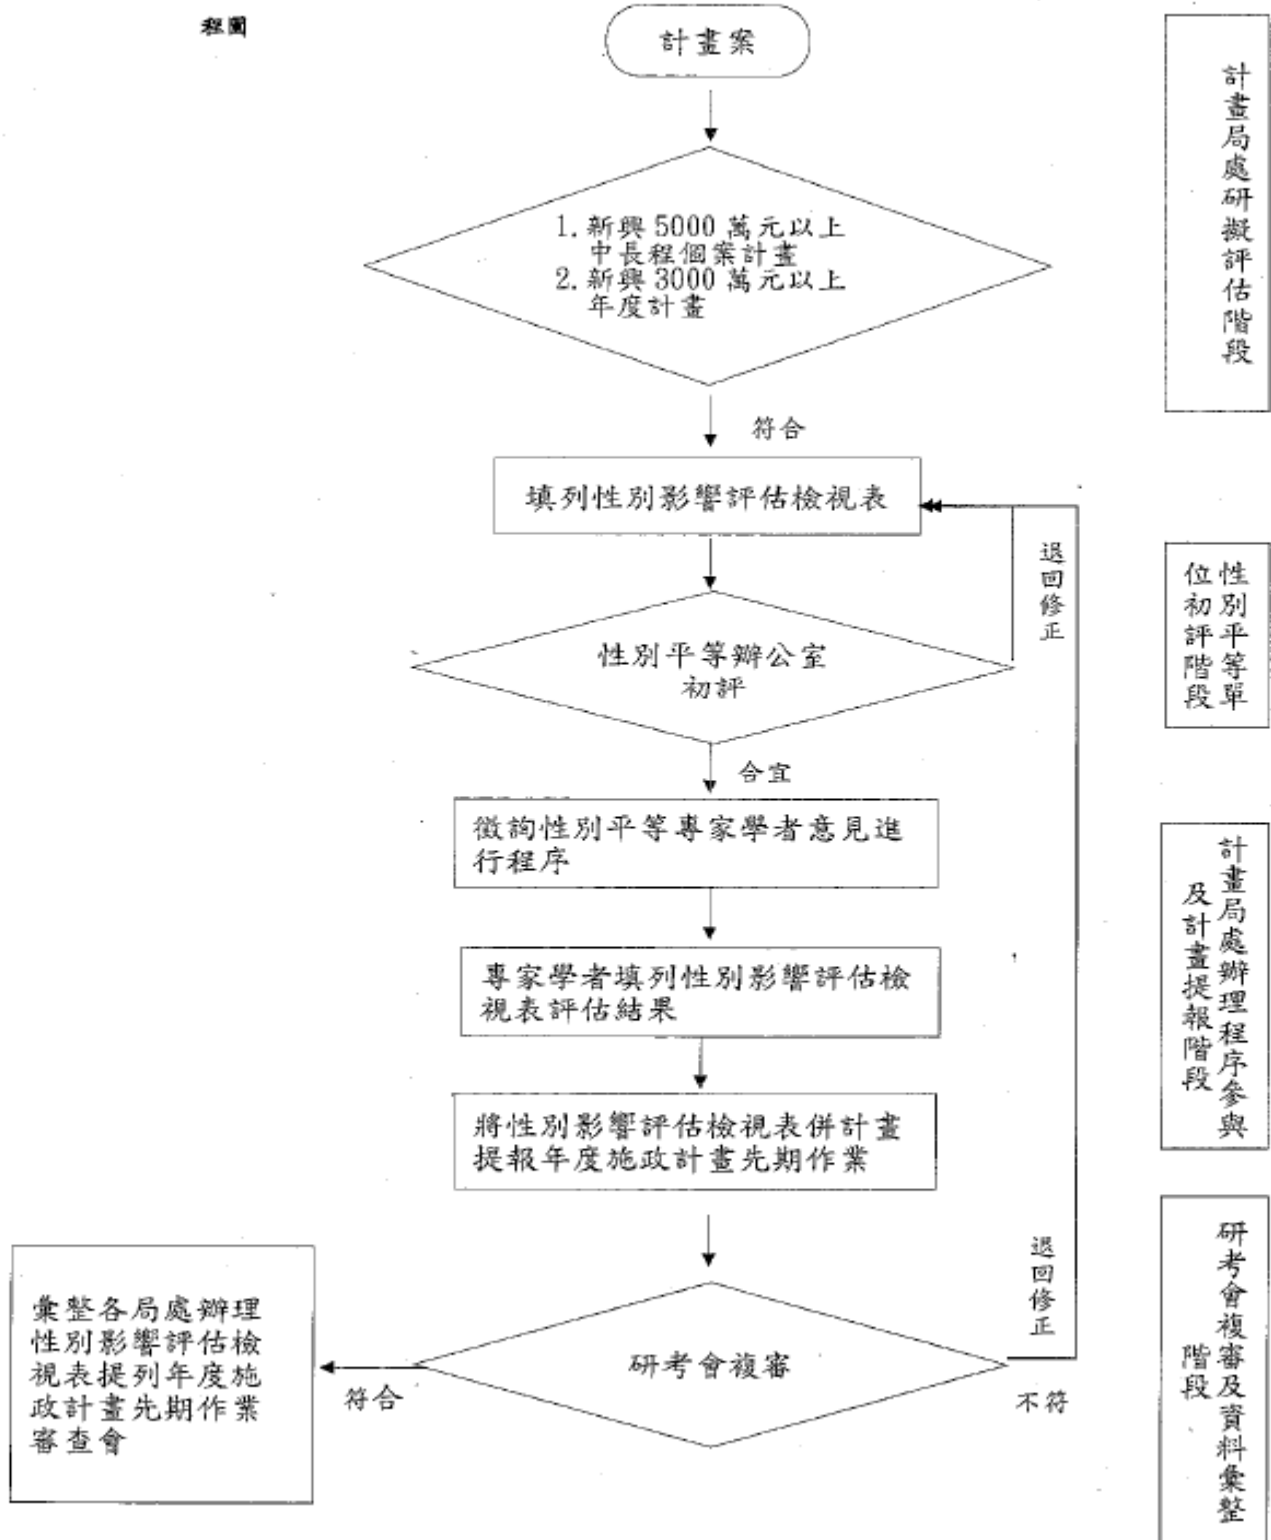 程圖
計畫案
計畫局處研擬評估階段
1. 新興 5000 萬元以上
中長程個案計畫
2. 新興 3000 萬元以上
年度計畫
符合
填列性別影響評估檢視表
退回修正
性別平等單
位初評階段
性別平等辦公室
初評
合宜
徵詢性別平等專家學者意見進
行程序
計畫局處辦理程序參與
及計畫提報階段
專家學者填列性別影響評估檢
視表評估結果
將性別影響評估檢視表併計畫
提報年度施政計畫先期作業
退回修正
研考會複審及資料彙整
階段
研考會複審
不符
符合
彙整各局處辦理
性別影響評估檢
視表提列年度施
政計畫先期作業
審查會